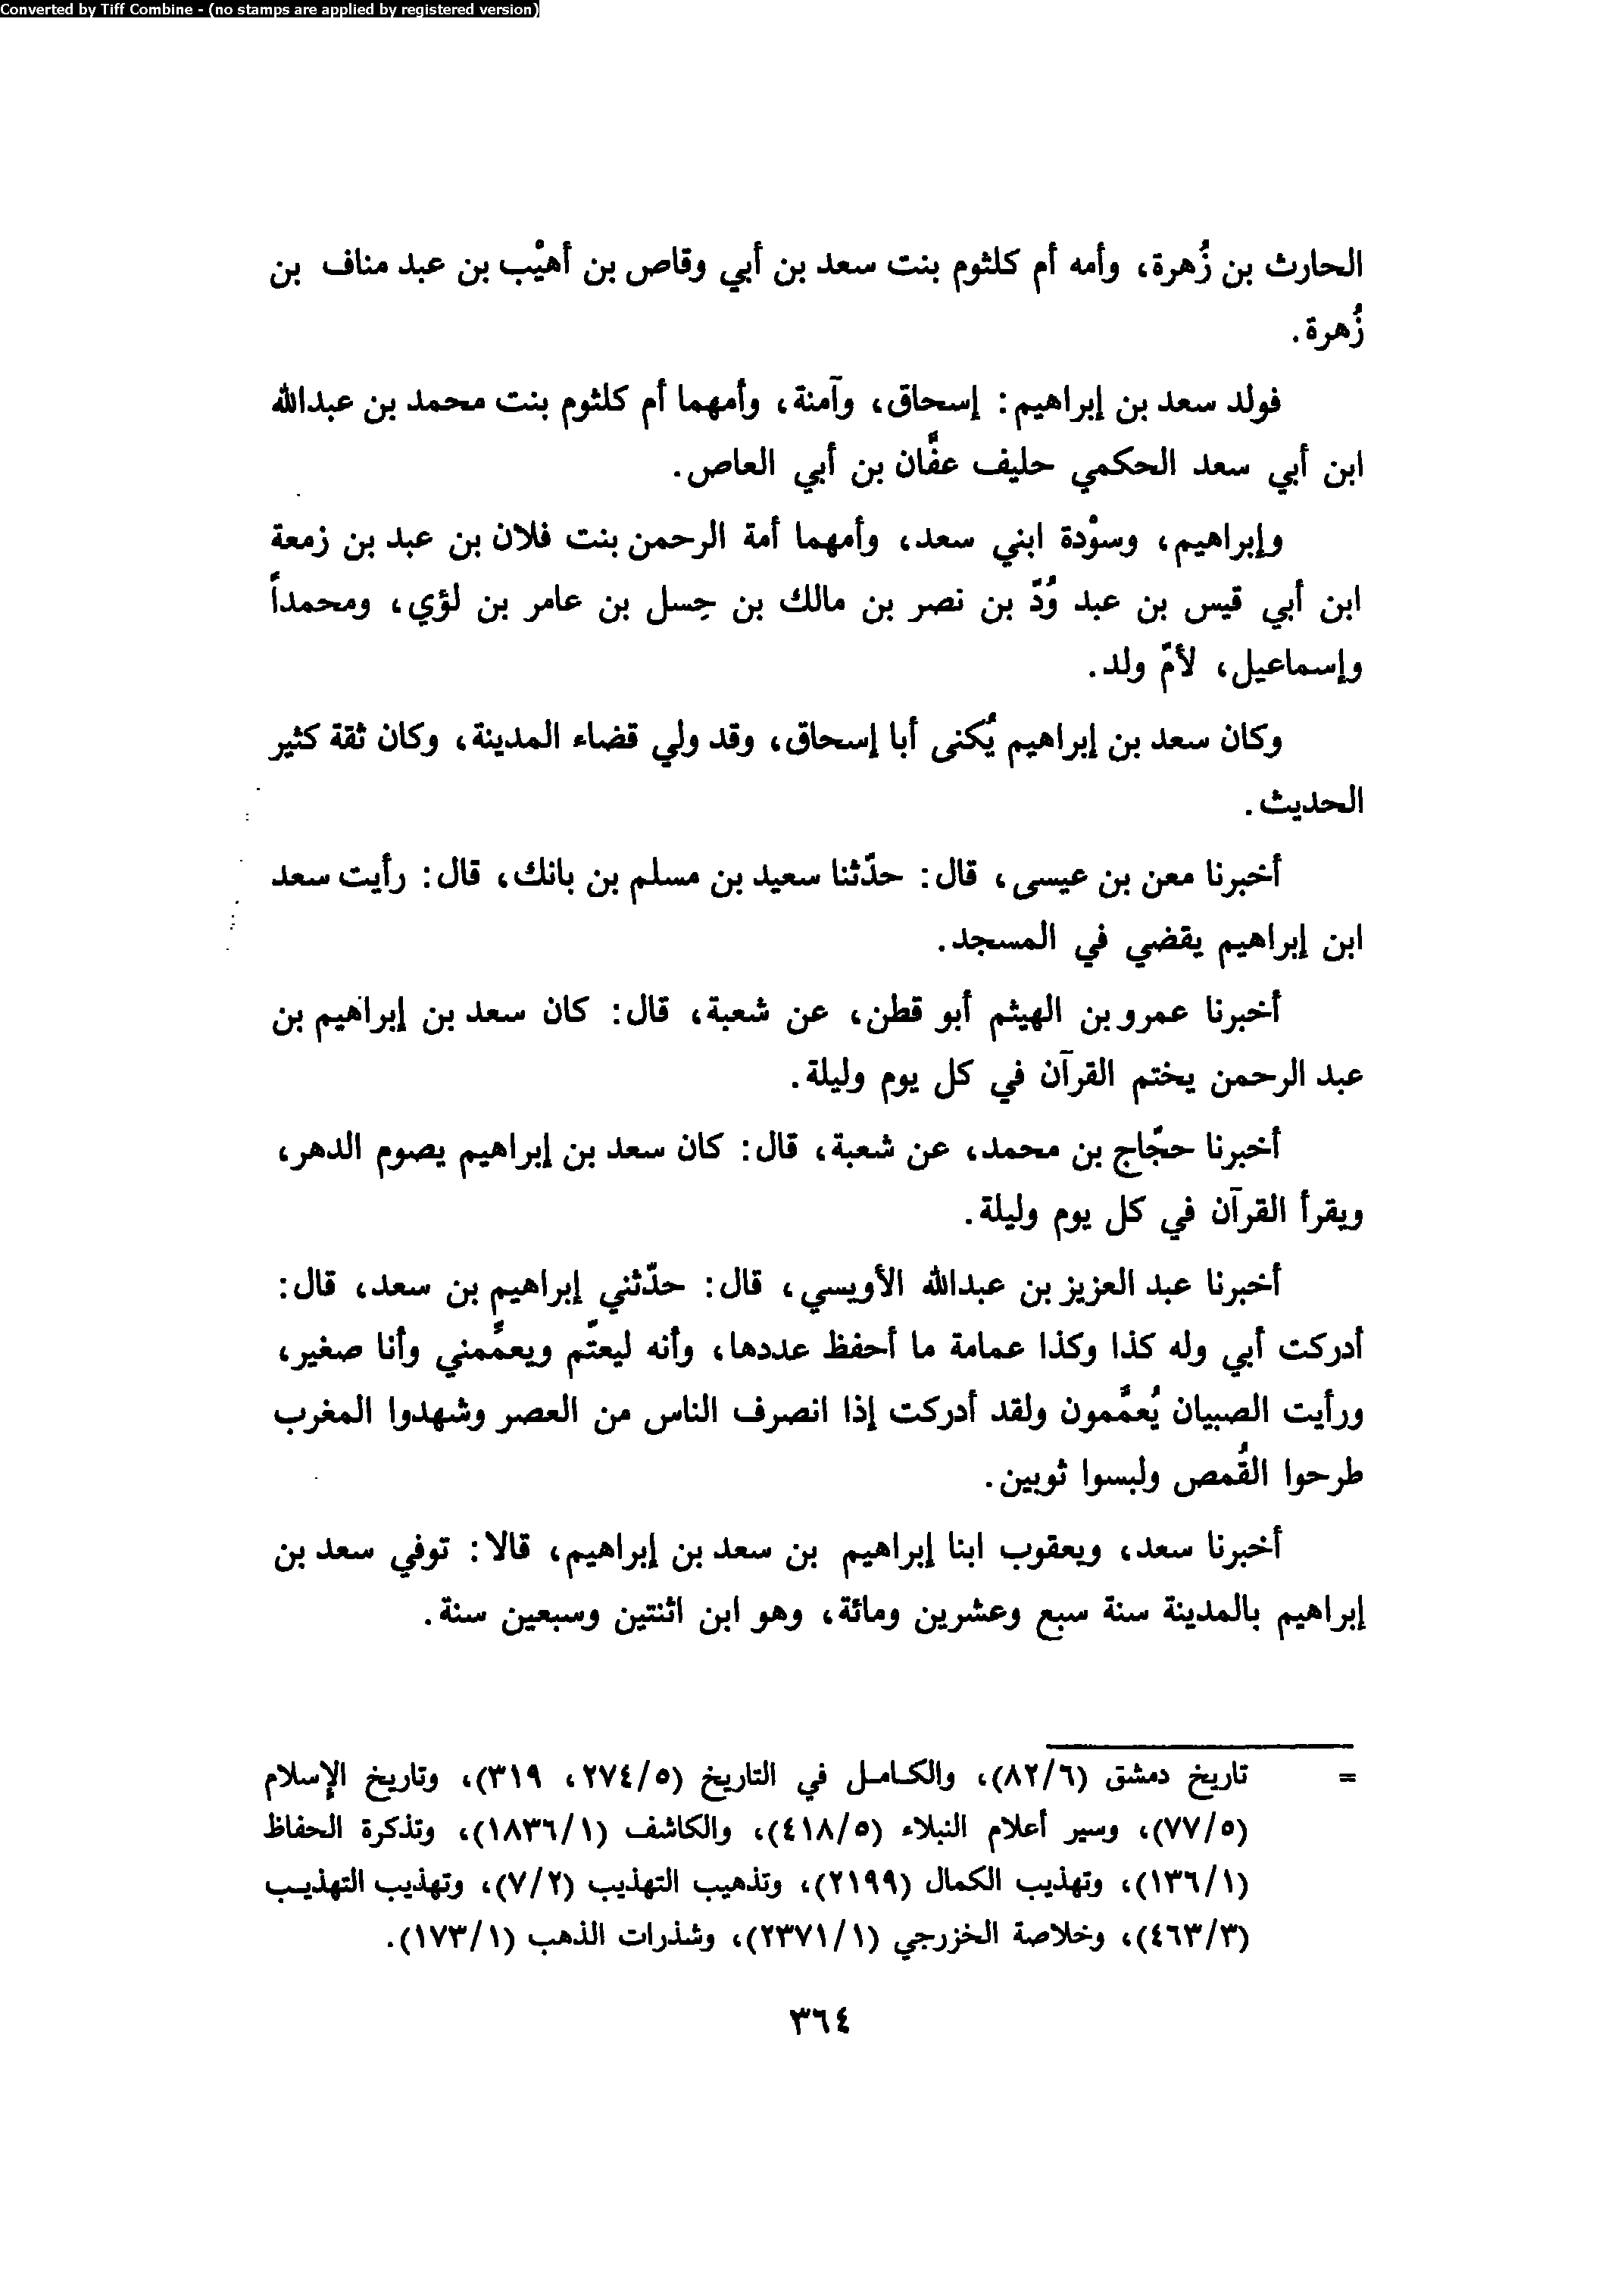 Converted by Tiff Combine - (no stamps are applied by registered version)
الحارث بن زُهرة، وأمه أم كلثوم بنت سعد بن أبي وقاص بن أهيْب بن عبد مناف بن
زُهرة.
فولد سعد بن إبراهيم: إسحاق، وآمنة، وأمهما أم كلثوم بنت محمد بن عبدالله
ابن أبي سعد الحكمي حليف عفَّان بن أبي العاص.
وإبراهيم، وسوْدة ابني سعد، وأمهما أمة الرحمن بنت فلان بن عبد بن زمعة
ابن أبي قيس بن عبد وُدّ بن نصر بن مالك بن حِسل بن عامر بن لؤي، ومحمداً
وإسماعيل، لأمّ ولد.
وكان سعد بن إبراهيم يُكنى أبا إسحاق، وقد ولي قضاء المدينة، وكان ثقة كثير
الحديث.
أخبرنا معن بن عيسى، قال: حدّثنا سعيد بن مسلم بن بانك، قال: رأيت سعد
ابن إبراهيم يقضي في المسجد.
أخبرنا عمرو بن الهيثم أبو قطن، عن شعبة، قال: كان سعد بن إبراهيم بن
عبد الرحمن يختم القرآن في كل يوم وليلة.
أخبرنا حجّاج بن محمد، عن شعبة، قال: كان سعد بن إبراهيم يصوم الدهر،
ويقرأ القرآن في كل يوم وليلة.
أخبرنا عبد العزيز بن عبدالله الأويسي، قال: حدّثني إبراهيم بن سعد، قال:
أدركت أبي وله كذا وكذا عمامة ما أحفظ عددها، وأنه ليعتّم ويعمِّمني وأنا صغير،
ورأيت الصبيان يُعمَّمون ولقد أدركت إذا انصرف الناس من العصر وشهدوا المغرب
طرحوا القُمص ولبسوا ثوبين.
أخبرنا سعد، ويعقوب ابنا إبراهيم بن سعد بن إبراهيم، قالا: توفي سعد بن
إبراهيم بالمدينة سنة سبع وعشرين ومائة، وهو ابن اثنتين وسبعين سنة.
= تاريخ دمشق (٨٢/٦)، والكامل في التاريخ (٢٧٤/٥، ٣١٩)، وتاريخ الإسلام
(٧٧/٥)، وسير أعلام النبلاء (٤١٨/٥)، والكاشف (١٨٣٦/١)، وتذكرة الحفاظ
(١٣٦/١)، وتهذيب الكمال (٢١٩٩)، وتذهيب التهذيب (٧/٢)، وتهذيب التهذيب
(٤٦٣/٣)، وخلاصة الخزرجي (٢٣٧١/١)، وشذرات الذهب (١٧٣/١).
٣٦٤